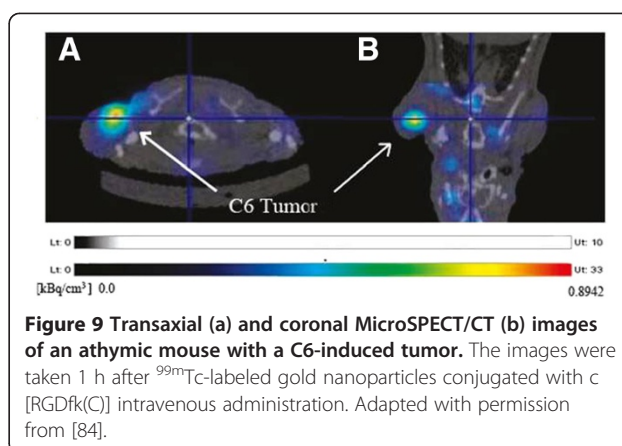 A B
C6 Tumor
Lt: 0 Ut: 10
Lt: 0 Ut: 33
[kBq/cm³] 0.0 0.8942
Figure 9 Transaxial (a) and coronal MicroSPECT/CT (b) images
of an athymic mouse with a C6-induced tumor. The images were
taken 1 h after ⁹⁹ᵐTc-labeled gold nanoparticles conjugated with c
[RGDfk(C)] intravenous administration. Adapted with permission
from [84].